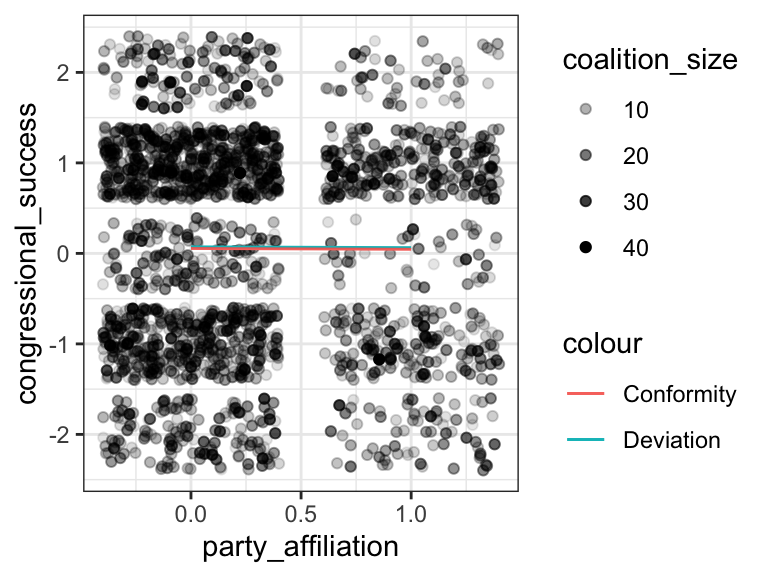 congressional_success
2
1
0
-1
-2
0.0
0.5
1.0
party_affiliation
coalition_size
10
20
30
40
colour
Conformity
Deviation